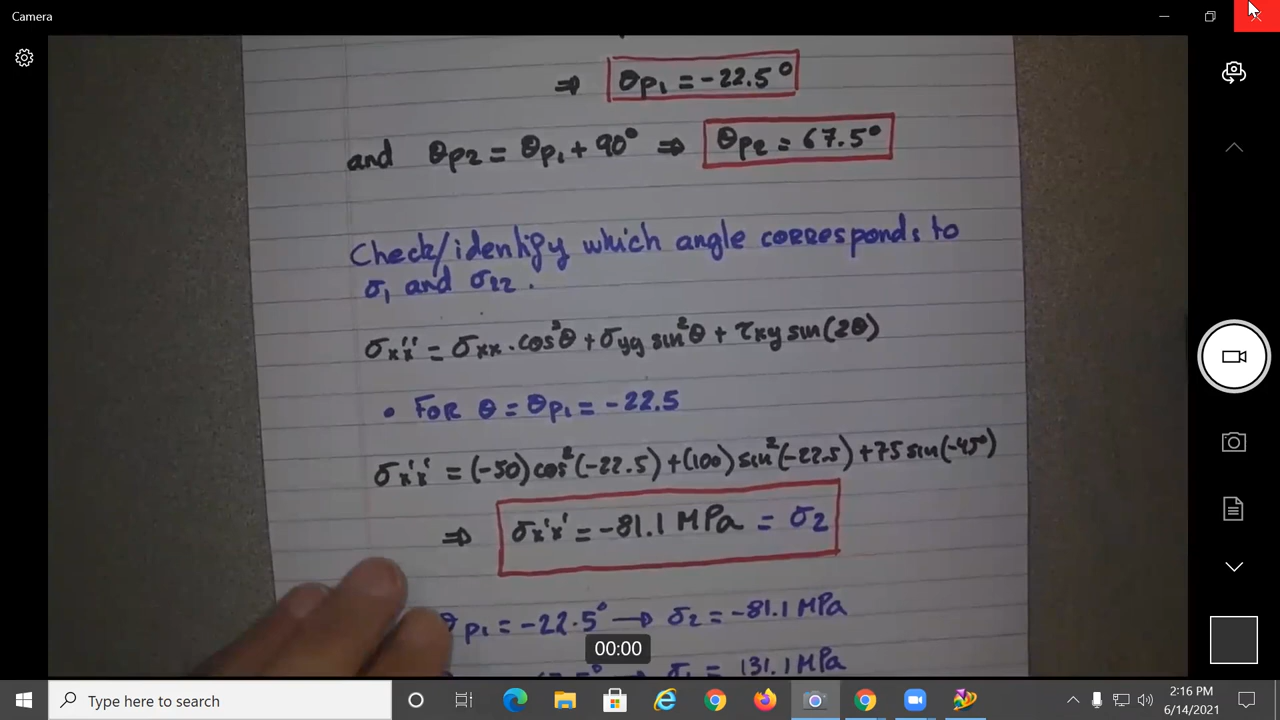 Camera
⇒ θp₁ = -22.5°
and θp2 = θp₁ + 90° ⇒ θp2 = 67.5°
Check/identify which angle corresponds to
σ₁ and σ22.
σx'x' = σxx · cos²θ + σyy sin²θ + τxy sin(2θ)
• For θ = θp₁ = -22.5
σx'x' = (-50) cos²(-22.5) + (100) sin²(-22.5) + 75 sin(-45°)
⇒ σx'x' = -81.1 MPa = σ2
θp₁ = -22.5° → σ2 = -81.1 MPa
→ σ₁ = 131.1 MPa
00:00
Type here to search
2:16 PM
6/14/2021